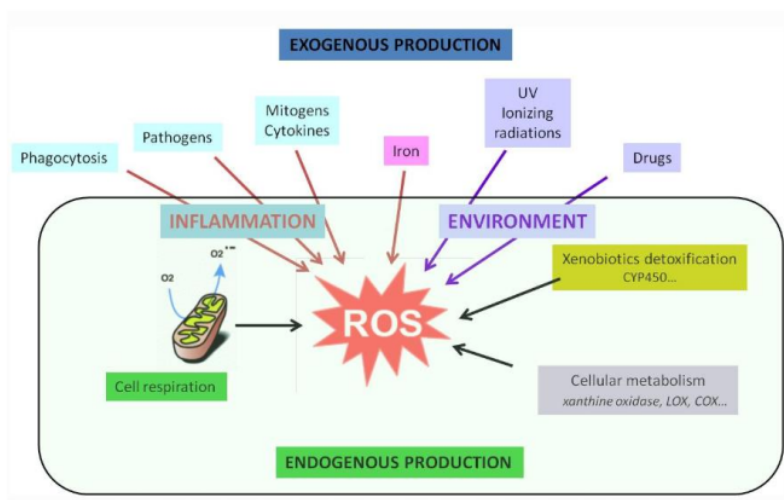 EXOGENOUS PRODUCTION
UV
Ionizing
radiations
Mitogens
Cytokines
Pathogens
Phagocytosis
Iron
Drugs
INFLAMMATION
ENVIRONMENT
O2 •−
O2
Xenobiotics detoxification
CYP450...
ROS
Cell respiration
Cellular metabolism
xanthine oxidase, LOX, COX...
ENDOGENOUS PRODUCTION